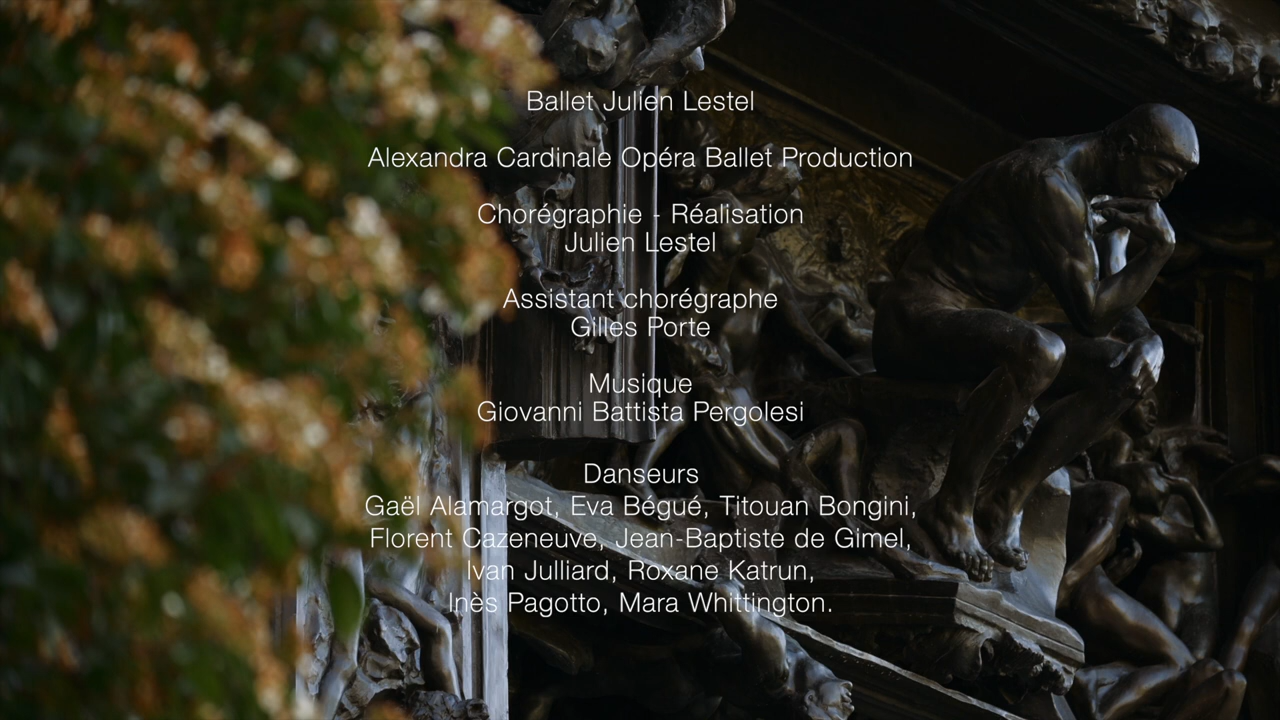 Ballet Julien Lestel
Alexandra Cardinale Opéra Ballet Production
Chorégraphie - Réalisation
Julien Lestel
Assistant chorégraphe
Gilles Porte
Musique
Giovanni Battista Pergolesi
Danseurs
Gaël Alamargot, Eva Bégué, Titouan Bongini,
Florent Cazeneuve, Jean-Baptiste de Gimel,
Ivan Julliard, Roxane Katrun,
Inès Pagotto, Mara Whittington.